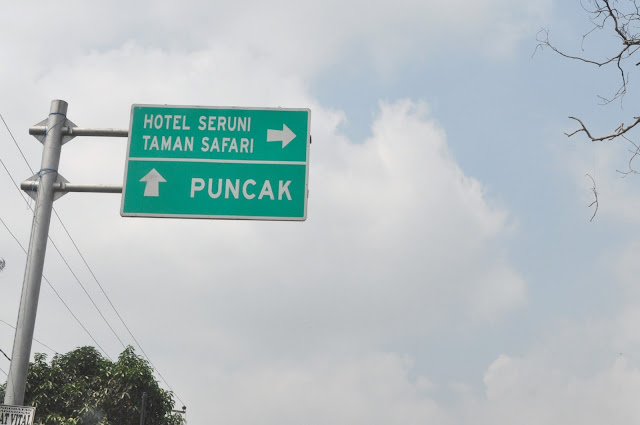 HOTEL SERUNI
TAMAN SAFARI
PUNCAK